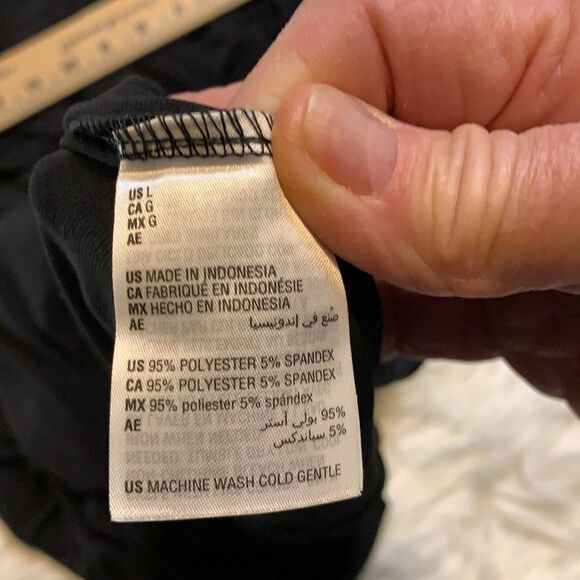 US L
CA G
MX G
AE
US MADE IN INDONESIA
CA FABRIQUÉ EN INDONÉSIE
MX HECHO EN INDONESIA
AE صُنع في إندونيسيا
US 95% POLYESTER 5% SPANDEX
CA 95% POLYESTER 5% SPANDEX
MX 95% poliester 5% spándex
AE 95% بولي أستر
5% سباندكس
US MACHINE WASH COLD GENTLE